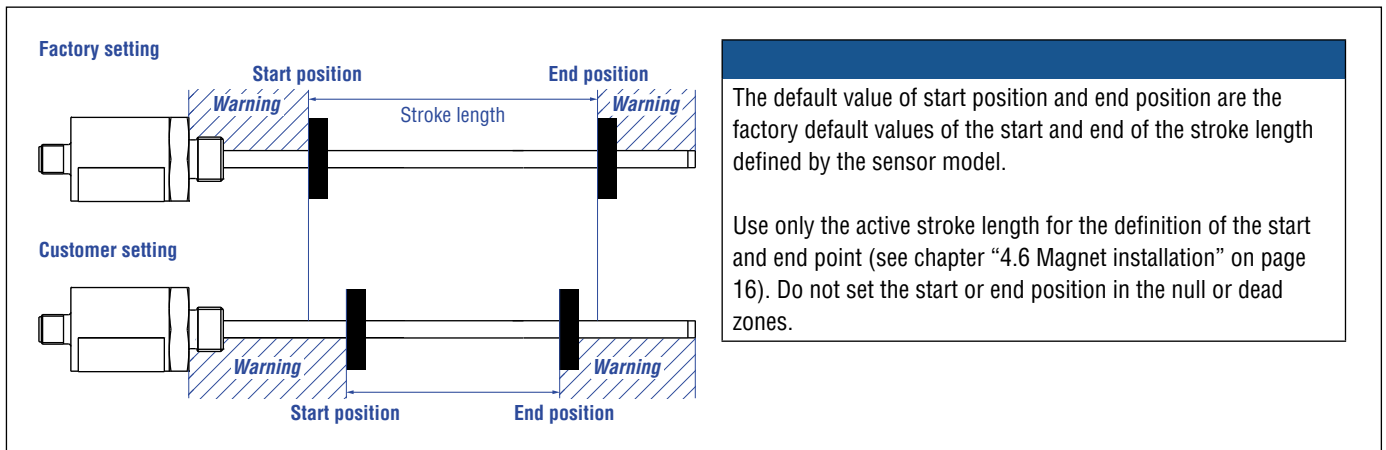 Factory setting
Start position
End position
Warning
Stroke length
Warning
Customer setting
Warning
Warning
Start position
End position
The default value of start position and end position are the
factory default values of the start and end of the stroke length
defined by the sensor model.
Use only the active stroke length for the definition of the start
and end point (see chapter “4.6 Magnet installation” on page
16). Do not set the start or end position in the null or dead
zones.